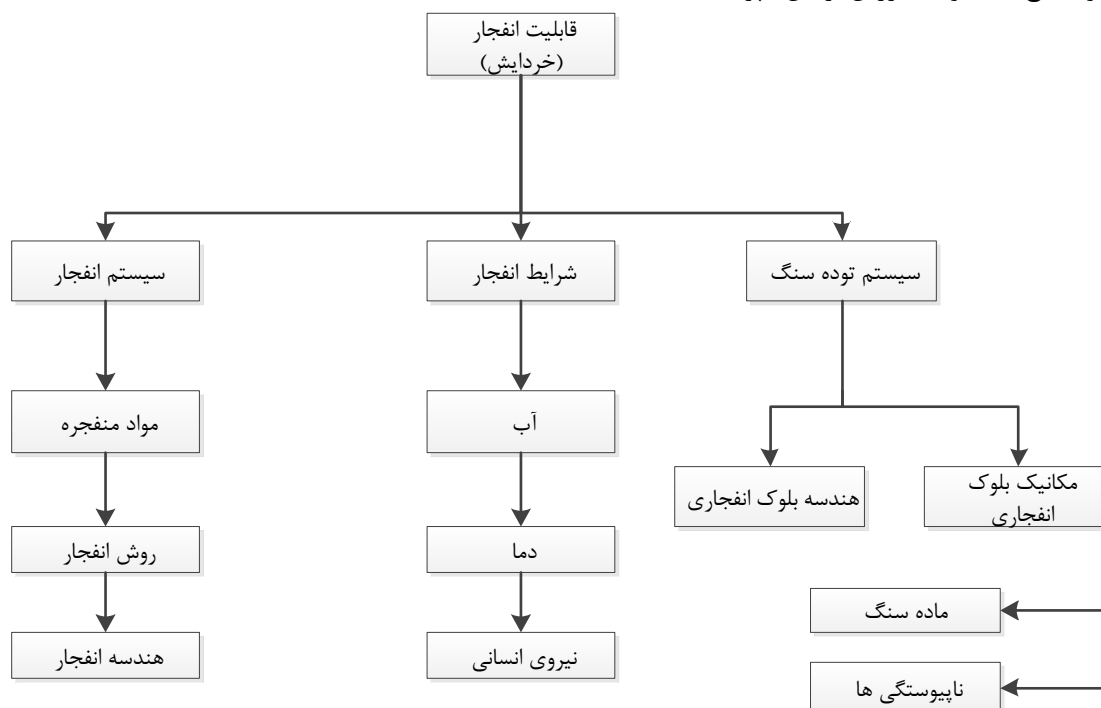 قابلیت انفجار
(خردایش)
سیستم توده سنگ
شرایط انفجار
سیستم انفجار
مکانیک بلوک
انفجاری
هندسه بلوک انفجاری
آب
مواد منفجره
ماده سنگ
دما
روش انفجار
ناپیوستگی ها
نیروی انسانی
هندسه انفجار